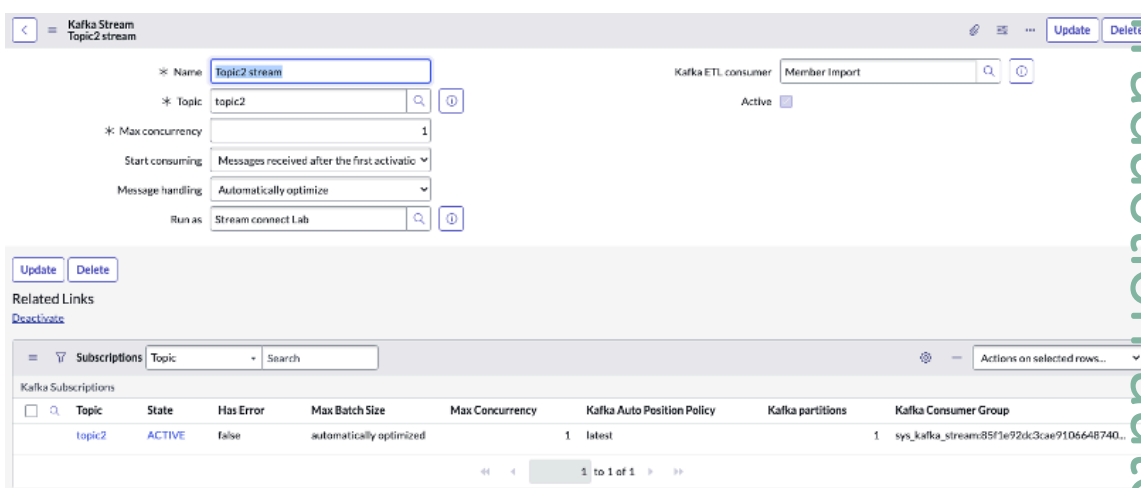 Kafka Stream
Topic2 stream
Update
Delete
Name Topic2 stream
Kafka ETL consumer Member Import
Topic topic2
Active
Max concurrency 1
Start consuming Messages received after the first activatio
Message handling Automatically optimize
Run as Stream connect Lab
Update Delete
Related Links
Deactivate
Subscriptions Topic Search Actions on selected rows...
Kafka Subscriptions
Topic State Has Error Max Batch Size Max Concurrency Kafka Auto Position Policy Kafka partitions Kafka Consumer Group
topic2 ACTIVE false automatically optimized 1 latest 1 sys_kafka_stream:85f1e92dc3cae9106648740...
1 to 1 of 1